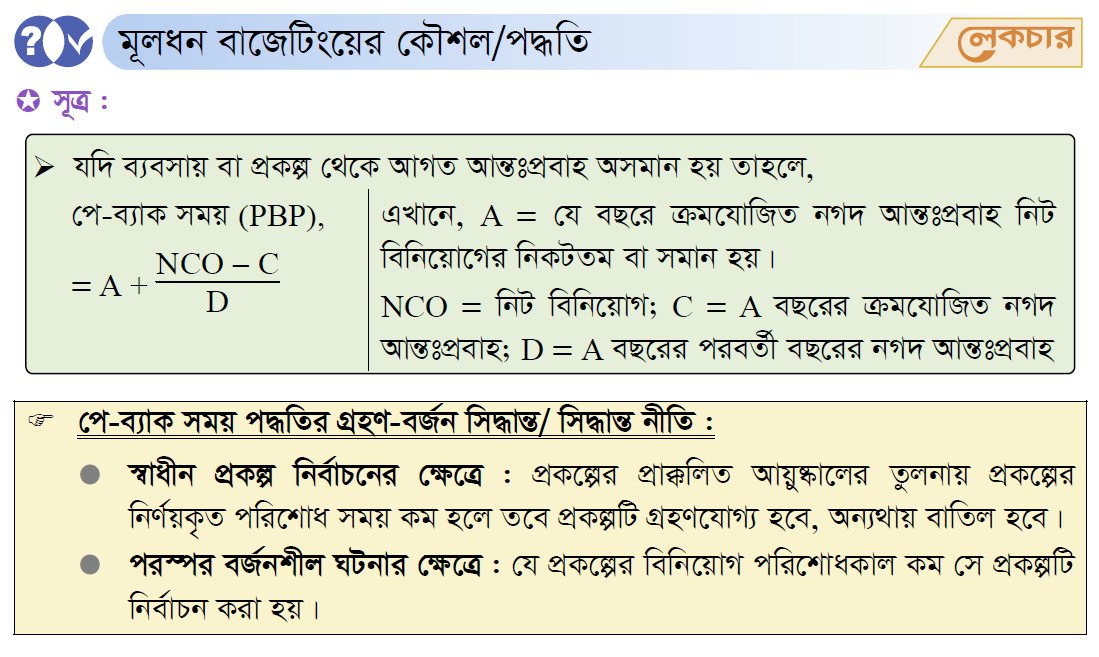 মূলধন বাজেটিংয়ের কৌশল/পদ্ধতি
লেকচার
সূত্র :
যদি ব্যবসায় বা প্রকল্প থেকে আগত আন্তঃপ্রবাহ অসমান হয় তাহলে,
পে-ব্যাক সময় (PBP),
= A + (NCO – C) / D
এখানে, A = যে বছরে ক্রমযোজিত নগদ আন্তঃপ্রবাহ নিট
বিনিয়োগের নিকটতম বা সমান হয়।
NCO = নিট বিনিয়োগ; C = A বছরের ক্রমযোজিত নগদ
আন্তঃপ্রবাহ; D = A বছরের পরবর্তী বছরের নগদ আন্তঃপ্রবাহ
পে-ব্যাক সময় পদ্ধতির গ্রহণ-বর্জন সিদ্ধান্ত/ সিদ্ধান্ত নীতি :
স্বাধীন প্রকল্প নির্বাচনের ক্ষেত্রে : প্রকল্পের প্রাক্কলিত আয়ুষ্কালের তুলনায় প্রকল্পের
নির্ণয়কৃত পরিশোধ সময় কম হলে তবে প্রকল্পটি গ্রহণযোগ্য হবে, অন্যথায় বাতিল হবে।
পরস্পর বর্জনশীল ঘটনার ক্ষেত্রে : যে প্রকল্পের বিনিয়োগ পরিশোধকাল কম সে প্রকল্পটি
নির্বাচন করা হয়।